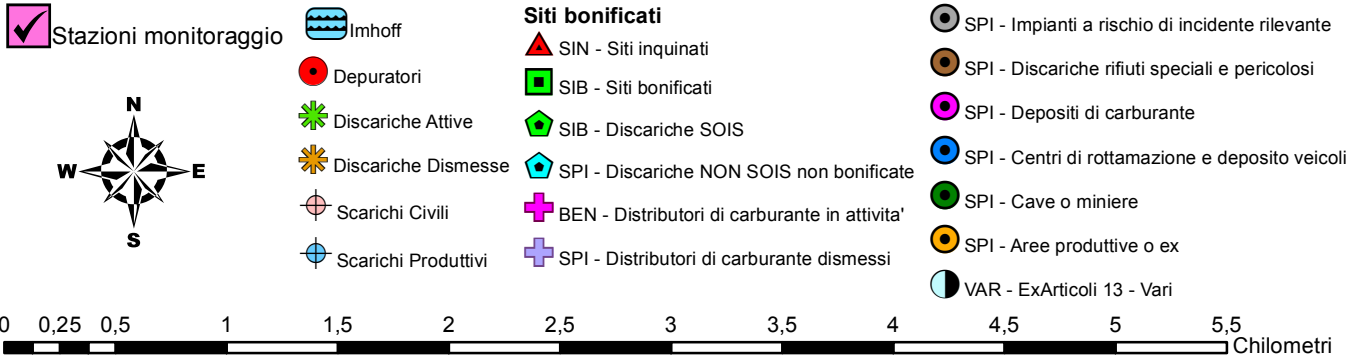 Stazioni monitoraggio
N
W E
S
Imhoff
Depuratori
Discariche Attive
Discariche Dismesse
Scarichi Civili
Scarichi Produttivi
Siti bonificati
SIN - Siti inquinati
SIB - Siti bonificati
SIB - Discariche SOIS
SPI - Discariche NON SOIS non bonificate
BEN - Distributori di carburante in attivita'
SPI - Distributori di carburante dismessi
SPI - Impianti a rischio di incidente rilevante
SPI - Discariche rifiuti speciali e pericolosi
SPI - Depositi di carburante
SPI - Centri di rottamazione e deposito veicoli
SPI - Cave o miniere
SPI - Aree produttive o ex
VAR - ExArticoli 13 - Vari
0 0,25 0,5 1 1,5 2 2,5 3 3,5 4 4,5 5 5,5
Chilometri